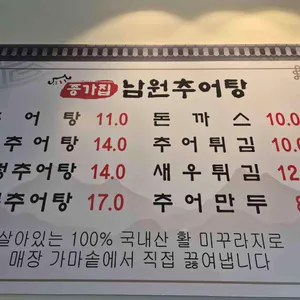 종가집 남원추어탕
추어탕 11.0 돈까스 10.0
추어탕 14.0 추어튀김 10.0
추어탕 14.0 새우튀김 12
추어탕 17.0 추어만두 8
살아있는 100% 국내산 활 미꾸라지로
매장 가마솥에서 직접 끓여냅니다